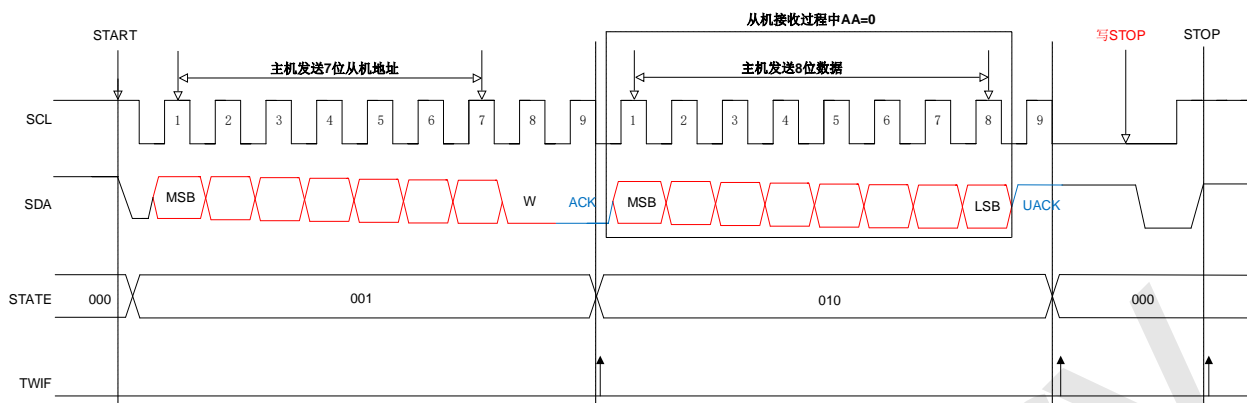 从机接收过程中AA=0
START
写STOP
STOP
主机发送7位从机地址
主机发送8位数据
SCL
1 2 3 4 5 6 7 8 9 1 2 3 4 5 6 7 8 9
SDA
MSB W ACK MSB LSB UACK
STATE
000 001 010 000
TWIF